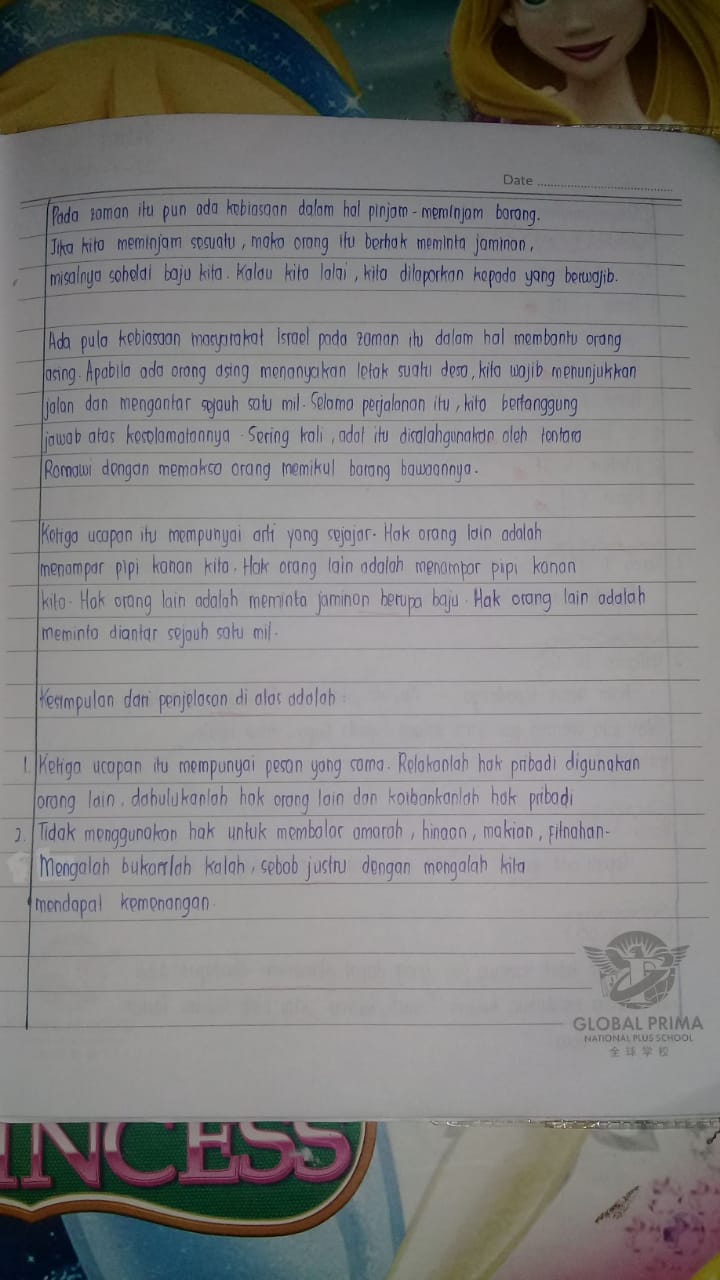 Date
Pada zaman itu pun ada kebiasaan dalam hal pinjam-meminjam barang.
Jika kita meminjam sesuatu, maka orang itu berhak meminta jaminan,
misalnya sehelai baju kita. Kalau kita lalai, kita dilaporkan kepada yang berwajib.
Ada pula kebiasaan masyarakat Israel pada zaman itu dalam hal membantu orang
asing. Apabila ada orang asing menanyakan letak suatu desa, kita wajib menunjukkan
jalan dan mengantar sejauh satu mil. Selama perjalanan itu, kita bertanggung
jawab atas keselamatannya. Sering kali, adat itu disalahgunakan oleh tentara
Romawi dengan memaksa orang memikul barang bawaannya.
Ketiga ucapan itu mempunyai arti yang sejajar. Hak orang lain adalah
menampar pipi kanan kita. Hak orang lain adalah menampar pipi kanan
kita. Hak orang lain adalah meminta jaminan berupa baju. Hak orang lain adalah
meminta diantar sejauh satu mil.
Kesimpulan dari penjelasan di atas adalah :
1. Ketiga ucapan itu mempunyai pesan yang sama. Relakanlah hak pribadi digunakan
orang lain, dahulukanlah hak orang lain dan korbankanlah hak pribadi
2. Tidak menggunakan hak untuk membalas amarah, hinaan, makian, fitnahan.
Mengalah bukanlah kalah, sebab justru dengan mengalah kita
mendapat kemenangan.
GLOBAL PRIMA
NATIONAL PLUS SCHOOL
全球学校
INCESS